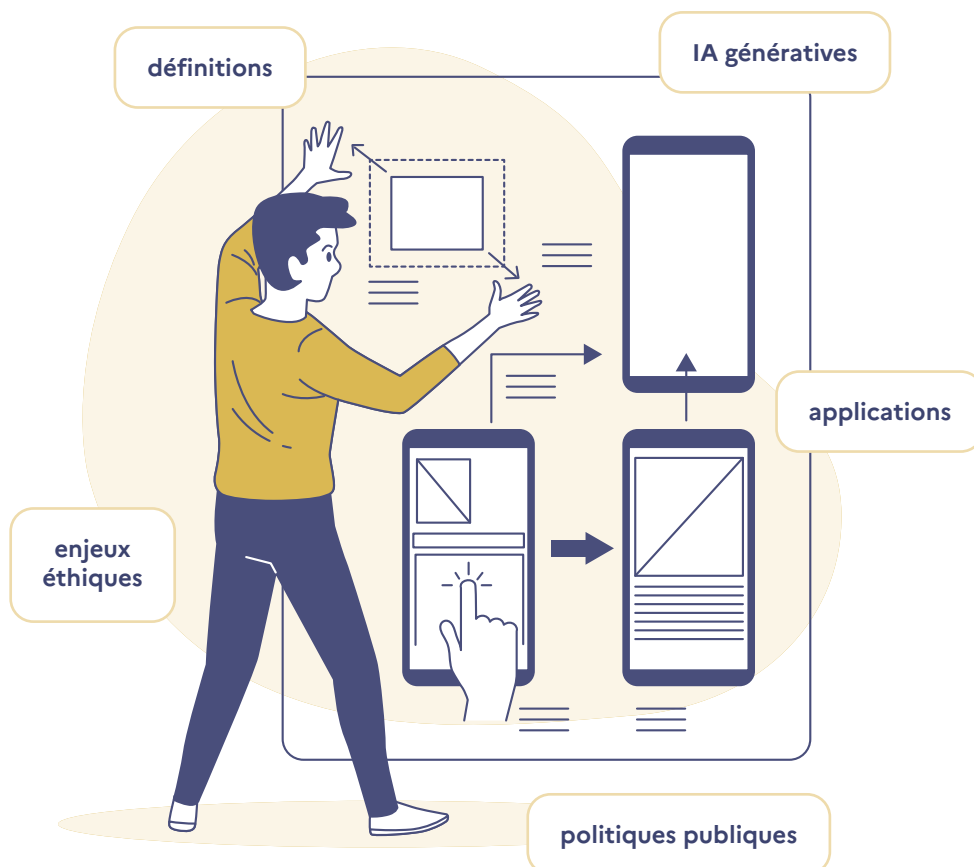 définitions
IA génératives
applications
enjeux
éthiques
politiques publiques